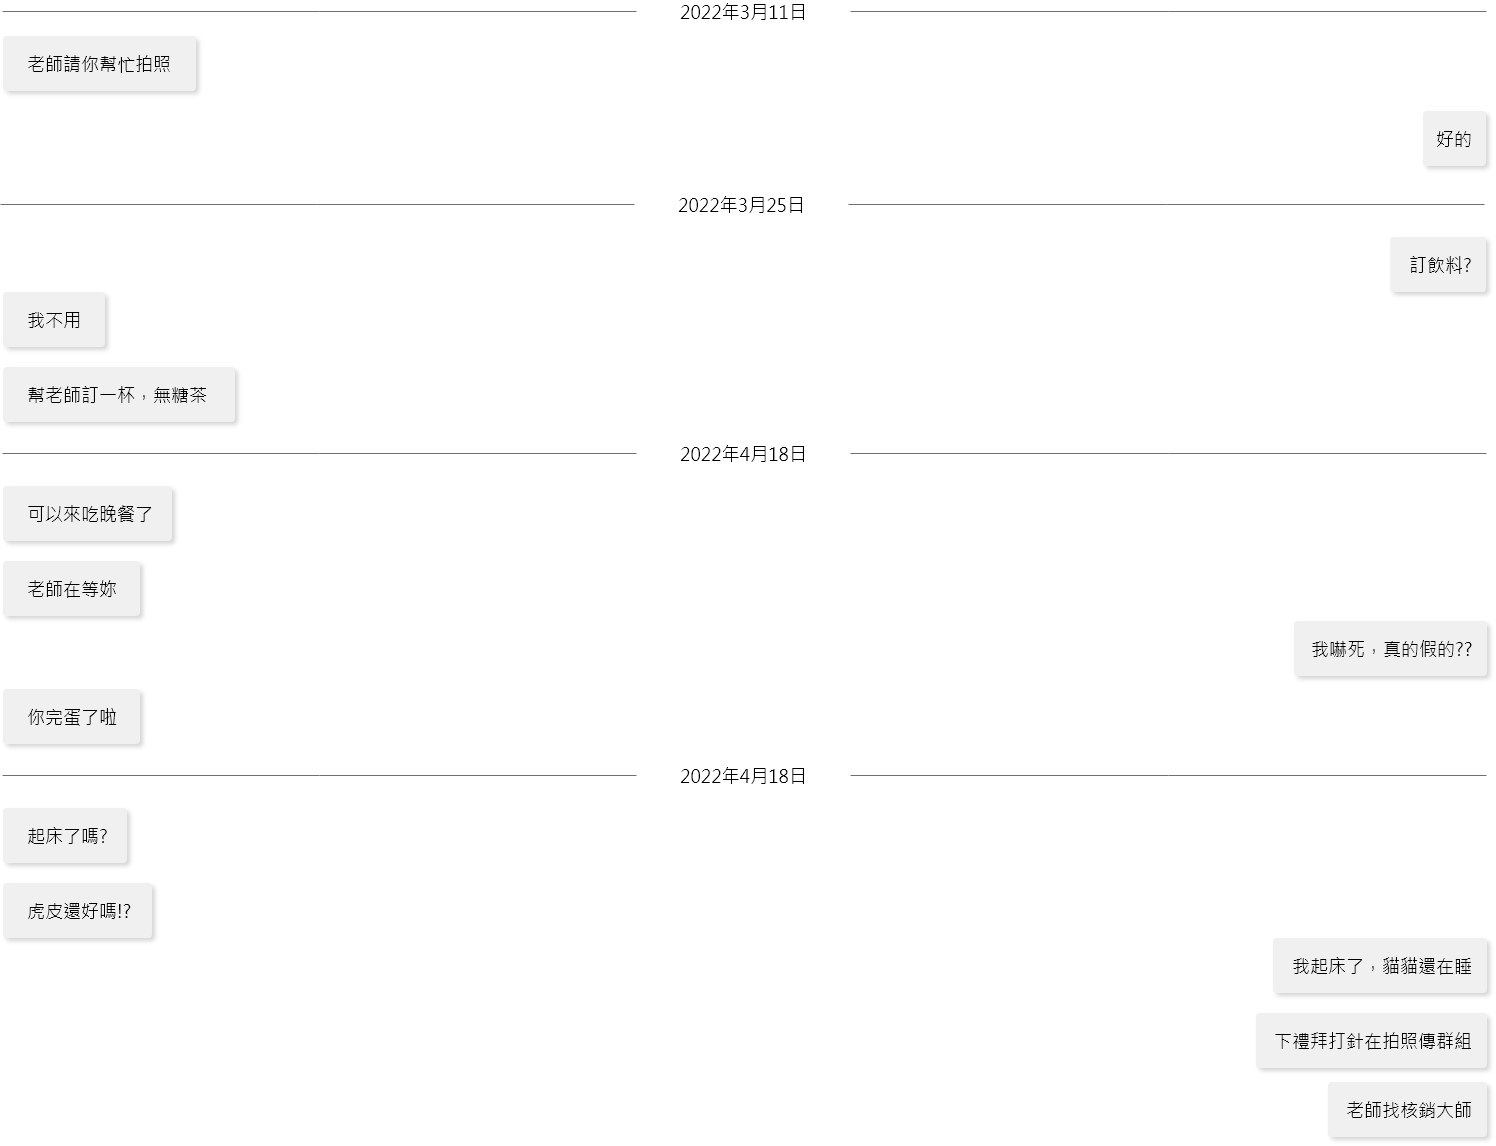 2022年3月11日
老師請你幫忙拍照
好的
2022年3月25日
訂飲料?
我不用
幫老師訂一杯，無糖茶
2022年4月18日
可以來吃晚餐了
老師在等妳
我嚇死，真的假的??
你完蛋了啦
2022年4月18日
起床了嗎?
虎皮還好嗎!?
我起床了，貓貓還在睡
下禮拜打針在拍照傳群組
老師找核銷大師